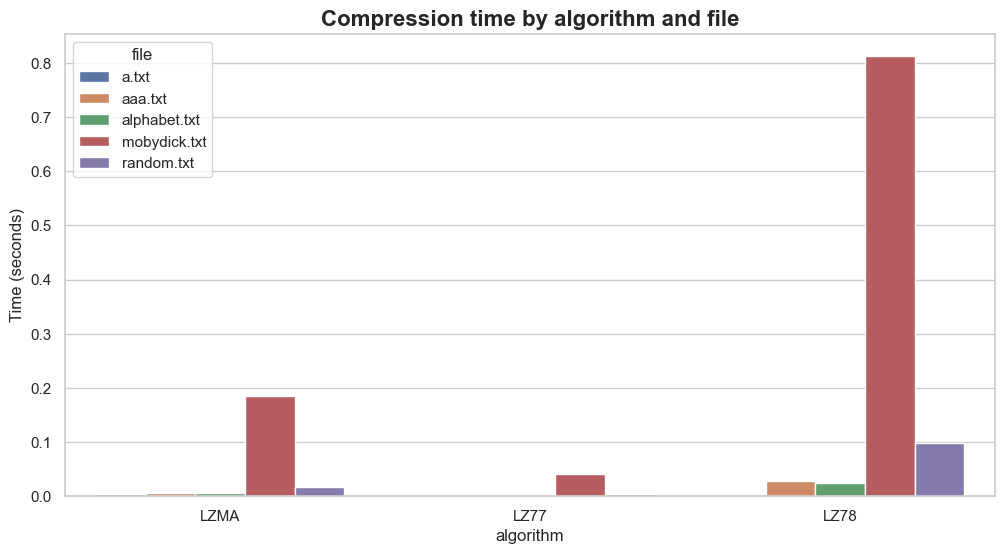 Compression time by algorithm and file
file
a.txt
aaa.txt
alphabet.txt
mobydick.txt
random.txt
Time (seconds)
0.8
0.7
0.6
0.5
0.4
0.3
0.2
0.1
0.0
LZMA
LZ77
LZ78
algorithm